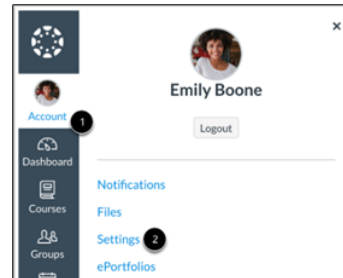 ×
Emily Boone
Logout
Account 1
Dashboard
Courses
Groups
Notifications
Files
Settings 2
ePortfolios